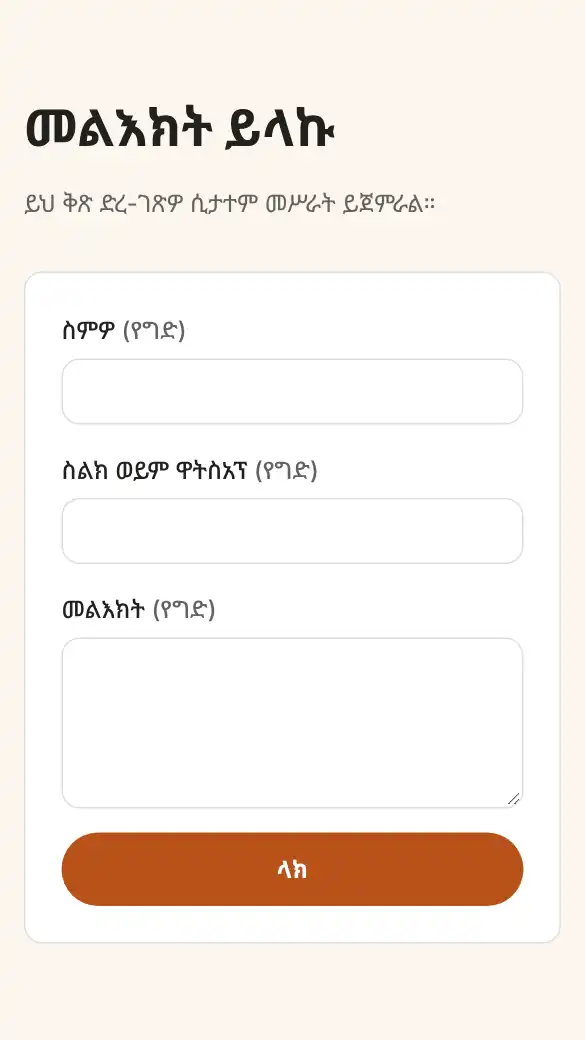 መልእክት ይላኩ
ይህ ቅጽ ድረ-ገጽዎ ሲታተም መሥራት ይጀምራል።
ስምዎ (የግድ)
ስልክ ወይም ዋትስአፕ (የግድ)
መልእክት (የግድ)
ላክ